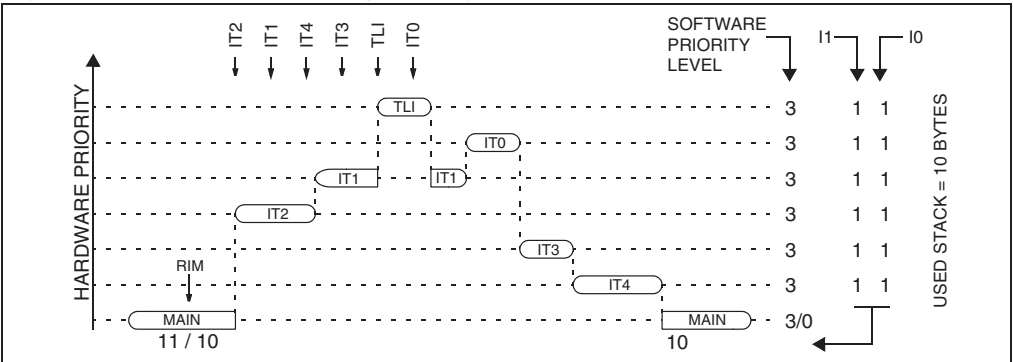 SOFTWARE
PRIORITY
LEVEL
I1
I0
IT2
IT1
IT4
IT3
TLI
IT0
HARDWARE PRIORITY
TLI
3
1 1
IT0
3
1 1
IT1
IT1
3
1 1
IT2
3
1 1
IT3
3
1 1
RIM
IT4
3
1 1
MAIN
MAIN
3/0
11 / 10
10
USED STACK = 10 BYTES